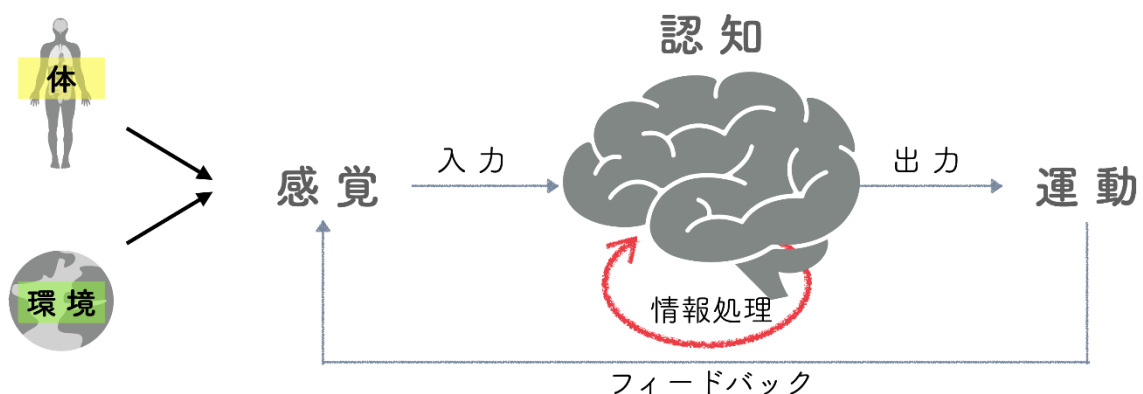 体
環境
感覚
入力
認知
情報処理
出力
運動
フィードバック